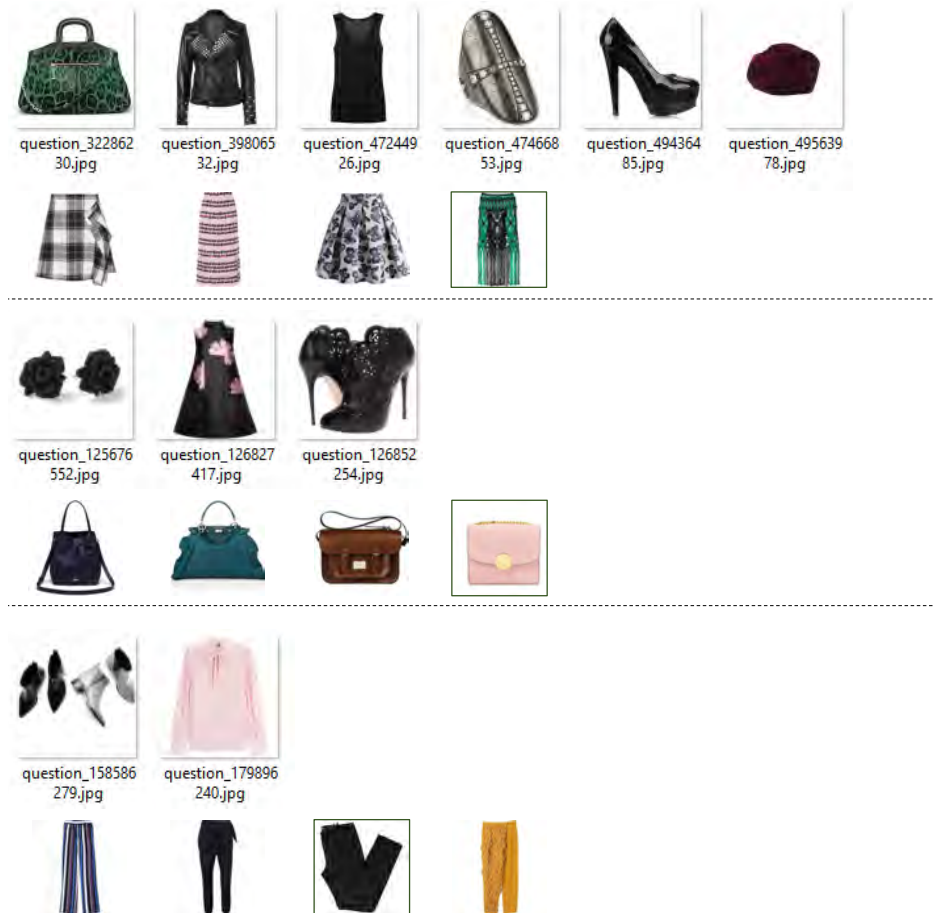 question_322862
30.jpg
question_398065
32.jpg
question_472449
26.jpg
question_474668
53.jpg
question_494364
85.jpg
question_495639
78.jpg
question_125676
552.jpg
question_126827
417.jpg
question_126852
254.jpg
question_158586
279.jpg
question_179896
240.jpg